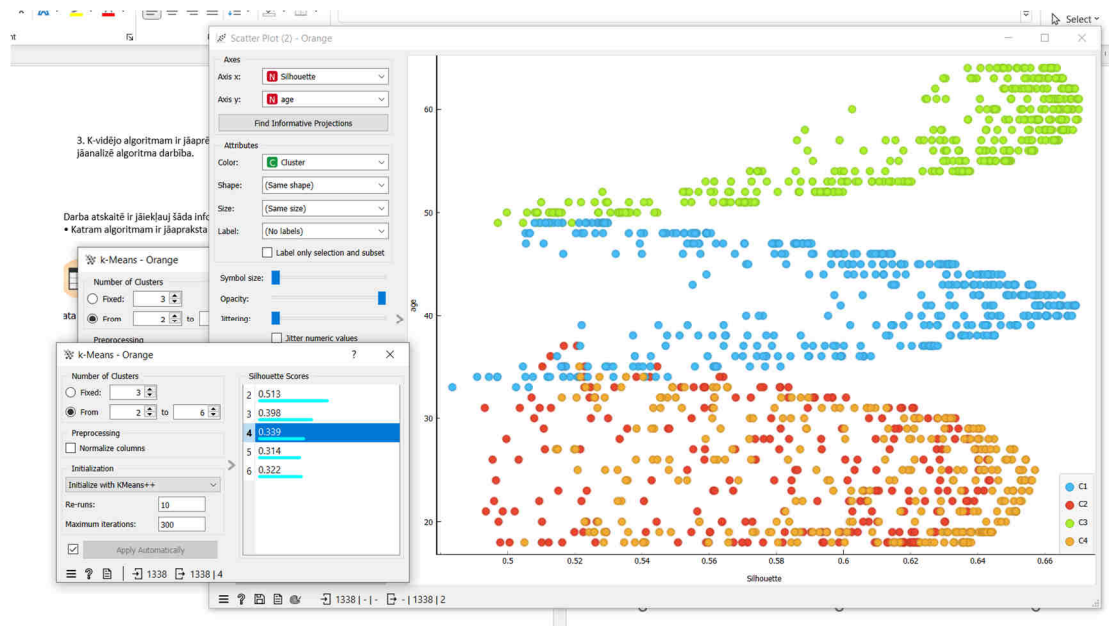 Select
nt
Scatter Plot (2) - Orange
Axes
Axis x: N Silhouette
Axis y: N age
Find Informative Projections
Attributes
Color: C Cluster
Shape: (Same shape)
Size: (Same size)
Label: (No labels)
Label only selection and subset
Symbol size:
Opacity:
Jittering:
Jitter numeric values
60
50
40
30
20
age
0.5 0.52 0.54 0.56 0.58 0.6 0.62 0.64 0.66
Silhouette
C1
C2
C3
C4
1338 | - | - - | 1338 | 2
3. K-vidējo algoritmam ir jāaprē
jāanalizē algoritma darbība.
Darba atskaitē ir jāiekļauj šāda info
• Katram algoritmam ir jāapraksta
ata
k-Means - Orange
Number of Clusters
Fixed: 3
From 2 to
Preprocessing
k-Means - Orange ? ×
Number of Clusters
Fixed: 3
From 2 to 6
Preprocessing
Normalize columns
Initialization
Initialize with KMeans++
Re-runs: 10
Maximum iterations: 300
Apply Automatically
1338 1338 | 4
Silhouette Scores
2 0.513
3 0.398
4 0.339
5 0.314
6 0.322